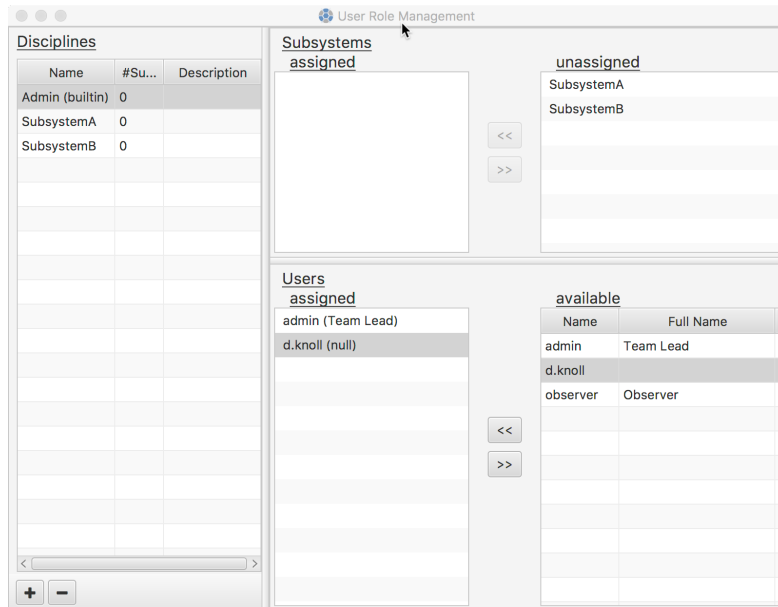 User Role Management
Disciplines
Name #Su... Description
Admin (builtin) 0
SubsystemA 0
SubsystemB 0
+ −
Subsystems
assigned
<<
>>
unassigned
SubsystemA
SubsystemB
Users
assigned
admin (Team Lead)
d.knoll (null)
<<
>>
available
Name Full Name
admin Team Lead
d.knoll
observer Observer